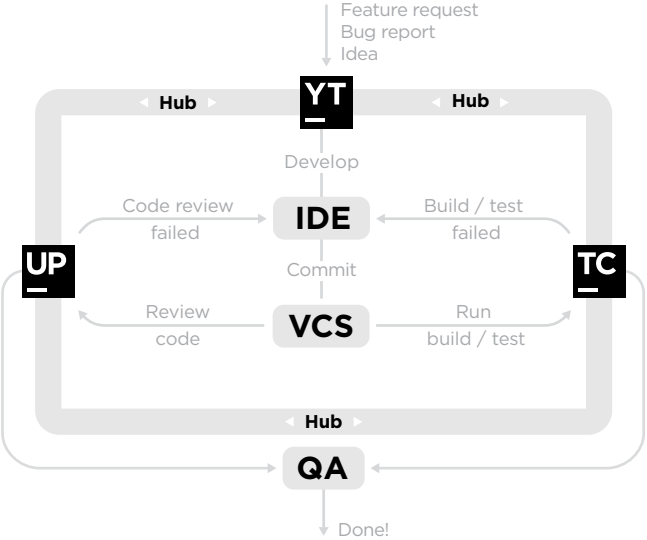 Feature request
Bug report
Idea
Hub
YT
Hub
Develop
Code review
failed
IDE
Build / test
failed
UP
TC
Commit
Review
code
VCS
Run
build / test
Hub
QA
Done!